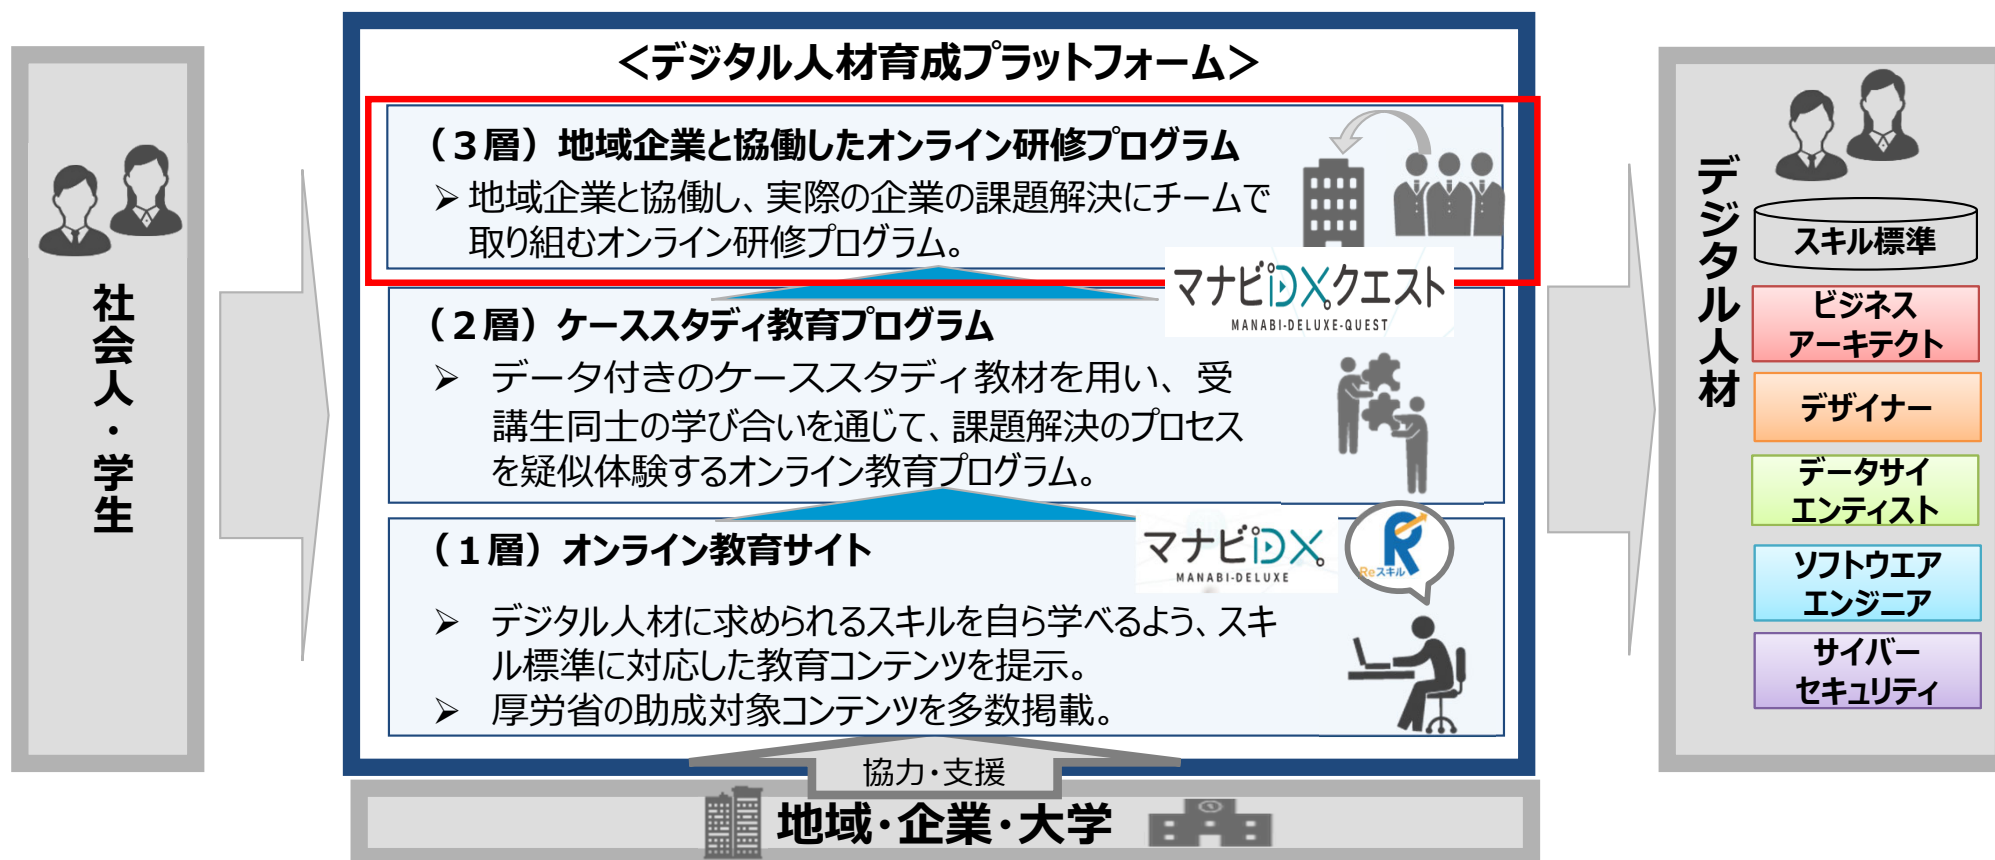 <デジタル人材育成プラットフォーム>
社会人・学生
（３層）地域企業と協働したオンライン研修プログラム
➢ 地域企業と協働し、実際の企業の課題解決にチームで
取り組むオンライン研修プログラム。
マナビDXクエスト
MANABI-DELUXE-QUEST
（２層）ケーススタディ教育プログラム
➢ データ付きのケーススタディ教材を用い、受
講生同士の学び合いを通じて、課題解決のプロセス
を疑似体験するオンライン教育プログラム。
（１層）オンライン教育サイト
マナビDX
MANABI-DELUXE
R
Reスキル
➢ デジタル人材に求められるスキルを自ら学べるよう、スキ
ル標準に対応した教育コンテンツを提示。
➢ 厚労省の助成対象コンテンツを多数掲載。
協力・支援
地域・企業・大学
デジタル人材
スキル標準
ビジネス
アーキテクト
デザイナー
データサイ
エンティスト
ソフトウエア
エンジニア
サイバー
セキュリティ